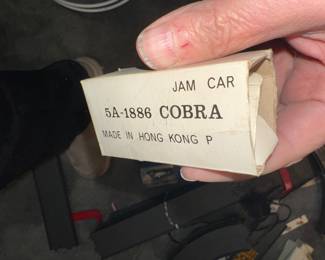 JAM CAR
5A-1886 COBRA
MADE IN HONG KONG P